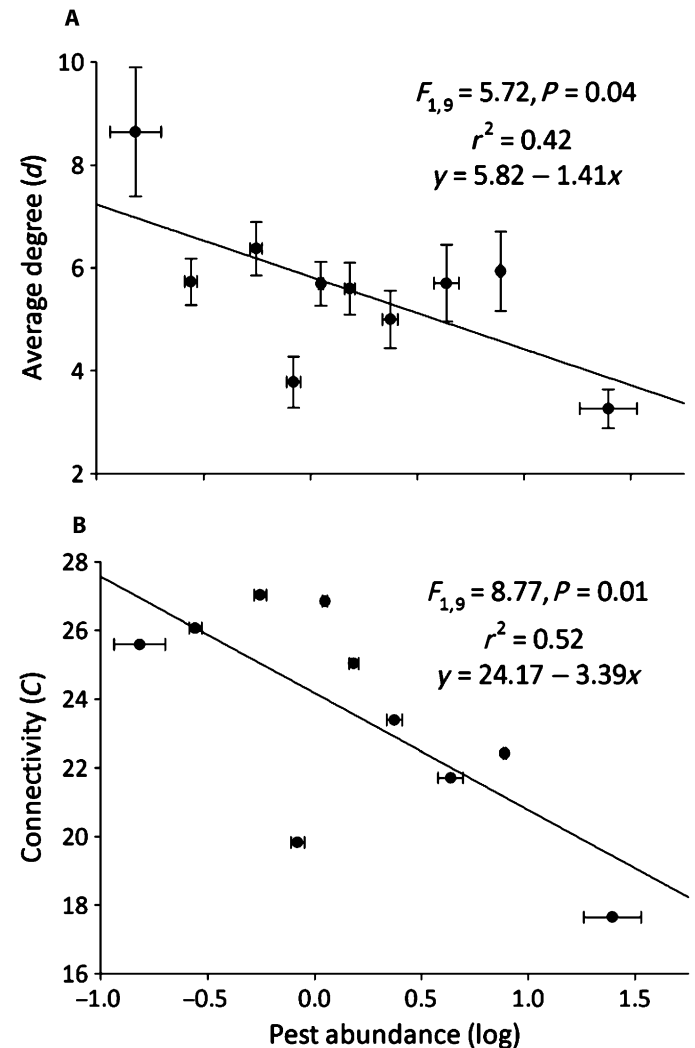 A
10
8
6
4
2
Average degree (d)
F1,9 = 5.72, P = 0.04
r² = 0.42
y = 5.82 – 1.41x
B
28
26
24
22
20
18
16
Connectivity (C)
F1,9 = 8.77, P = 0.01
r² = 0.52
y = 24.17 – 3.39x
–1.0 –0.5 0.0 0.5 1.0 1.5
Pest abundance (log)